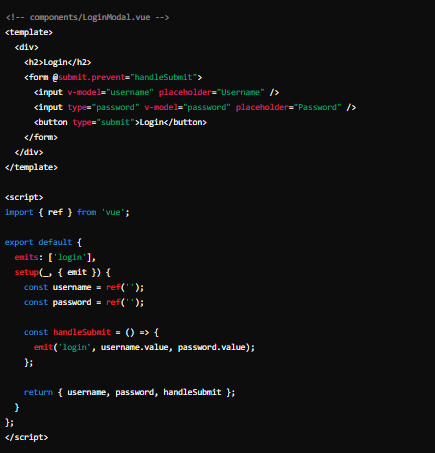 <!-- components/LoginModal.vue -->
<template>
  <div>
    <h2>Login</h2>
    <form @submit.prevent="handleSubmit">
      <input v-model="username" placeholder="Username" />
      <input type="password" v-model="password" placeholder="Password" />
      <button type="submit">Login</button>
    </form>
  </div>
</template>

<script>
import { ref } from 'vue';

export default {
  emits: ['login'],
  setup(_, { emit }) {
    const username = ref('');
    const password = ref('');

    const handleSubmit = () => {
      emit('login', username.value, password.value);
    };

    return { username, password, handleSubmit };
  }
};
</script>